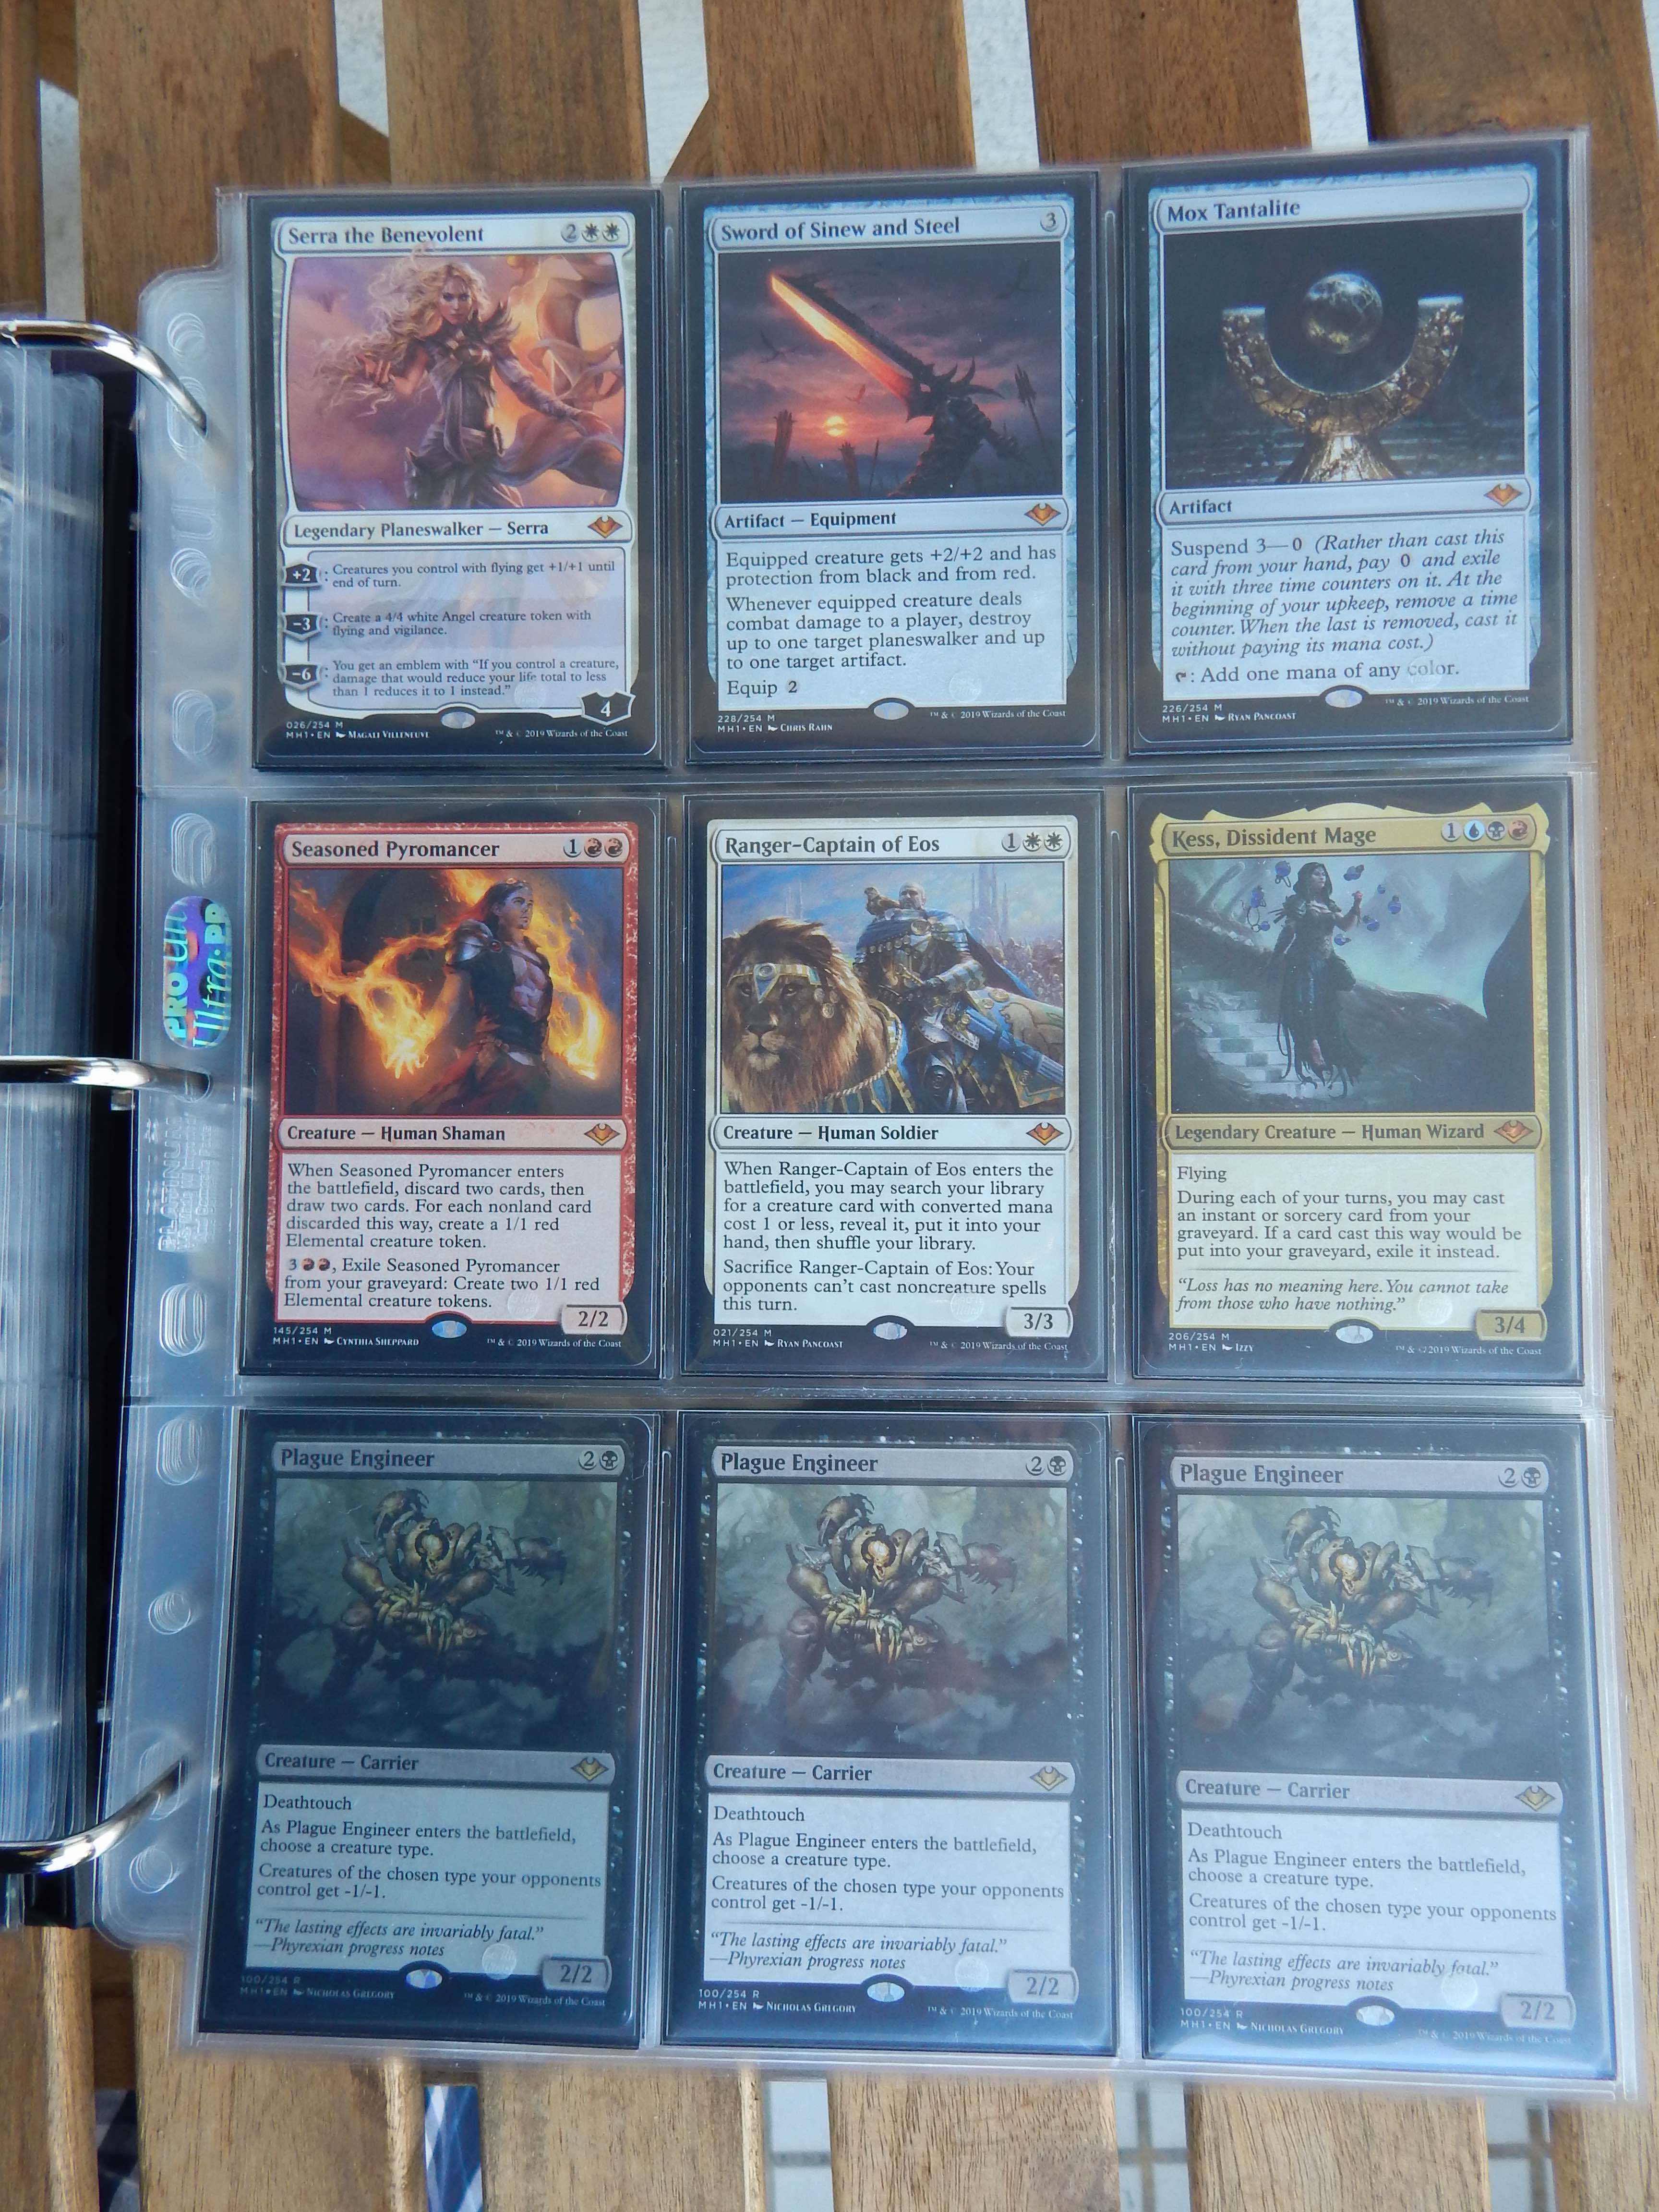 Serra the Benevolent 2
Legendary Planeswalker — Serra
+2 : Creatures you control with flying get +1/+1 until
end of turn.
−3 : Create a 4/4 white Angel creature token with
flying and vigilance.
−6 : You get an emblem with “If you control a creature,
damage that would reduce your life total to less
than 1 reduces it to 1 instead.”
4
026/254 M
MH1 • EN Magali Villeneuve
™ & © 2019 Wizards of the Coast
Sword of Sinew and Steel 3
Artifact — Equipment
Equipped creature gets +2/+2 and has
protection from black and from red.
Whenever equipped creature deals
combat damage to a player, destroy
up to one target planeswalker and up
to one target artifact.
Equip 2
228/254 M
MH1 • EN Chris Rahn
™ & © 2019 Wizards of the Coast
Mox Tantalite
Artifact
Suspend 3—0 (Rather than cast this
card from your hand, pay 0 and exile
it with three time counters on it. At the
beginning of your upkeep, remove a time
counter. When the last is removed, cast it
without paying its mana cost.)
: Add one mana of any color.
226/254 M
MH1 • EN Ryan Pancoast
™ & © 2019 Wizards of the Coast
Seasoned Pyromancer 1
Creature — Human Shaman
When Seasoned Pyromancer enters
the battlefield, discard two cards, then
draw two cards. For each nonland card
discarded this way, create a 1/1 red
Elemental creature token.
3 , Exile Seasoned Pyromancer
from your graveyard: Create two 1/1 red
Elemental creature tokens.
2/2
145/254 M
MH1 • EN Cynthia Sheppard
™ & © 2019 Wizards of the Coast
Ranger-Captain of Eos 1
Creature — Human Soldier
When Ranger-Captain of Eos enters the
battlefield, you may search your library
for a creature card with converted mana
cost 1 or less, reveal it, put it into your
hand, then shuffle your library.
Sacrifice Ranger-Captain of Eos: Your
opponents can’t cast noncreature spells
this turn.
3/3
021/254 M
MH1 • EN Ryan Pancoast
™ & © 2019 Wizards of the Coast
Kess, Dissident Mage 1
Legendary Creature — Human Wizard
Flying
During each of your turns, you may cast
an instant or sorcery card from your
graveyard. If a card cast this way would be
put into your graveyard, exile it instead.
“Loss has no meaning here. You cannot take
from those who have nothing.”
3/4
206/254 M
MH1 • EN Izzy
™ & © 2019 Wizards of the Coast
Plague Engineer 2
Creature — Carrier
Deathtouch
As Plague Engineer enters the battlefield,
choose a creature type.
Creatures of the chosen type your opponents
control get -1/-1.
“The lasting effects are invariably fatal.”
—Phyrexian progress notes
2/2
100/254 R
MH1 • EN Nicholas Gregory
™ & © 2019 Wizards of the Coast
Plague Engineer 2
Creature — Carrier
Deathtouch
As Plague Engineer enters the battlefield,
choose a creature type.
Creatures of the chosen type your opponents
control get -1/-1.
“The lasting effects are invariably fatal.”
—Phyrexian progress notes
2/2
100/254 R
MH1 • EN Nicholas Gregory
™ & © 2019 Wizards of the Coast
Plague Engineer 2
Creature — Carrier
Deathtouch
As Plague Engineer enters the battlefield,
choose a creature type.
Creatures of the chosen type your opponents
control get -1/-1.
“The lasting effects are invariably fatal.”
—Phyrexian progress notes
2/2
100/254 R
MH1 • EN Nicholas Gregory
™ & © 2019 Wizards of the Coast
PLATINUM